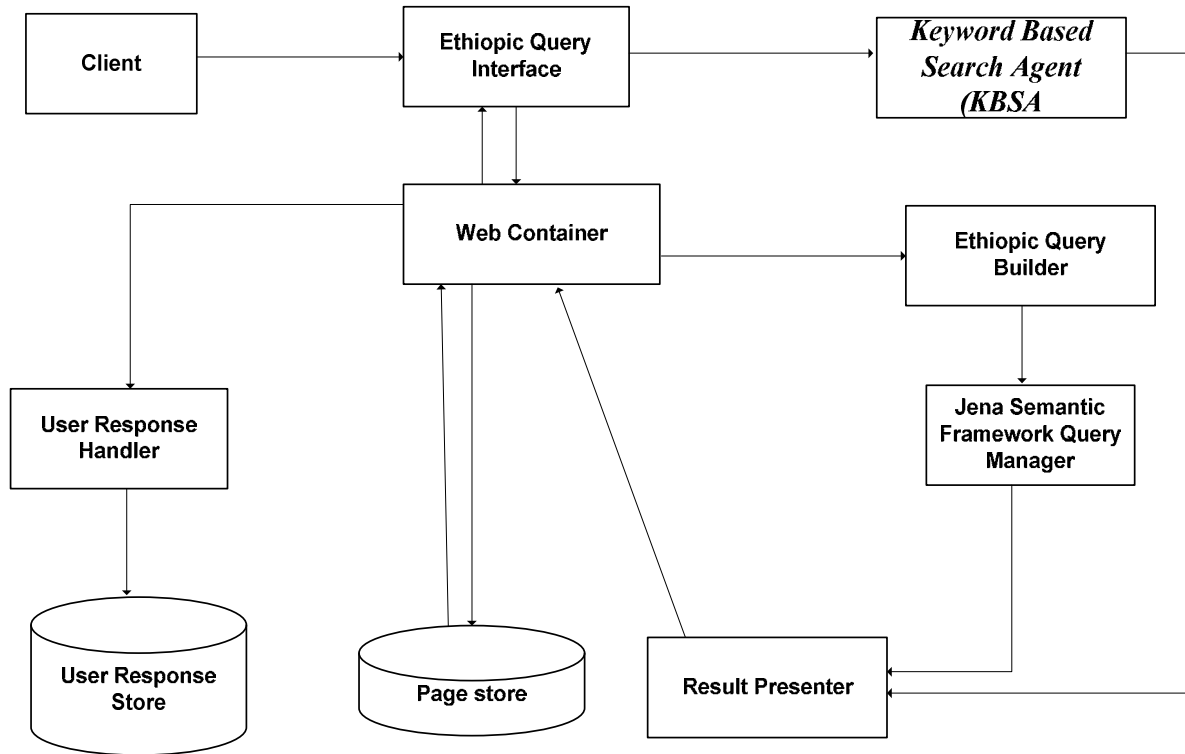 Client
Ethiopic Query
Interface
Keyword Based
Search Agent
(KBSA
Web Container
Ethiopic Query
Builder
User Response
Handler
Jena Semantic
Framework Query
Manager
User Response
Store
Page store
Result Presenter